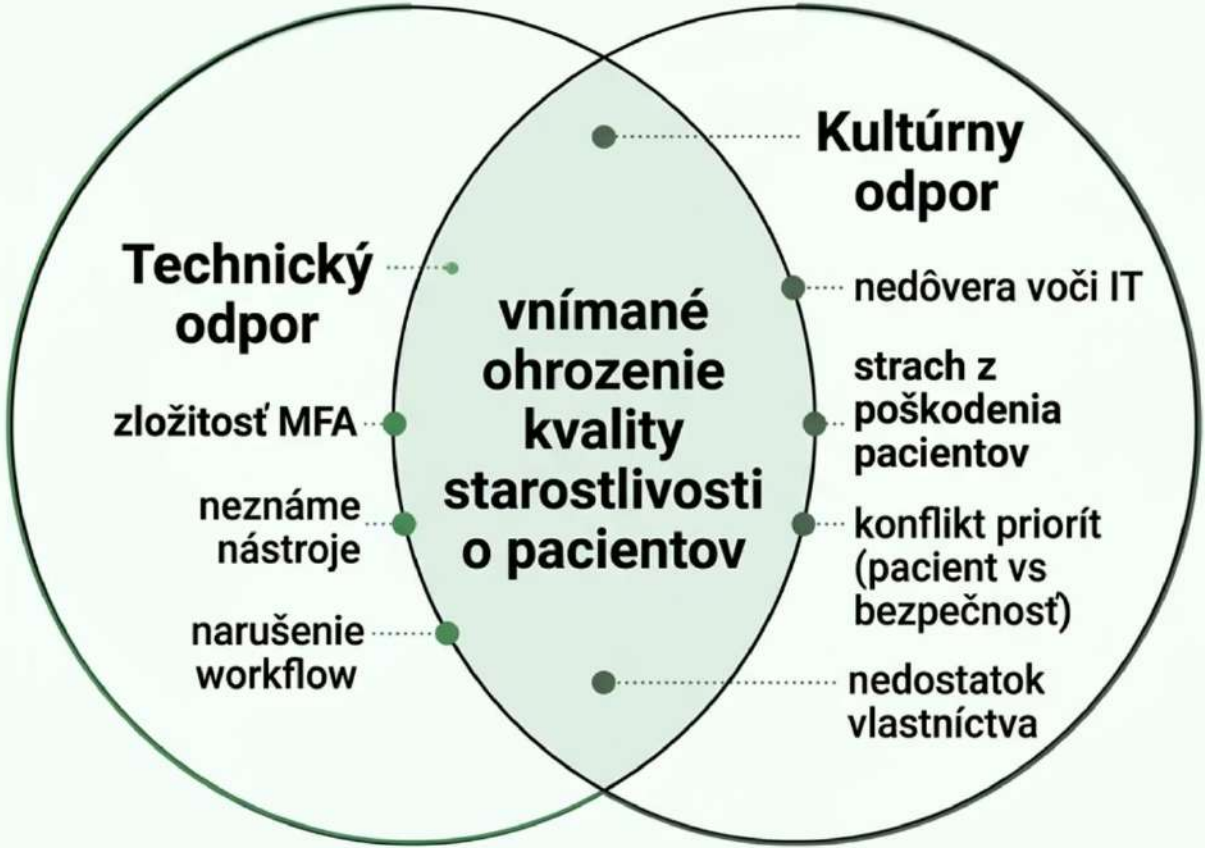 Technický
odpor
zložitosť MFA
neznáme
nástroje
narušenie
workflow
vnímané
ohrozenie
kvality
starostlivosti
o pacientov
Kultúrny
odpor
nedôvera voči IT
strach z
poškodenia
pacientov
konflikt priorít
(pacient vs
bezpečnosť)
nedostatok
vlastníctva